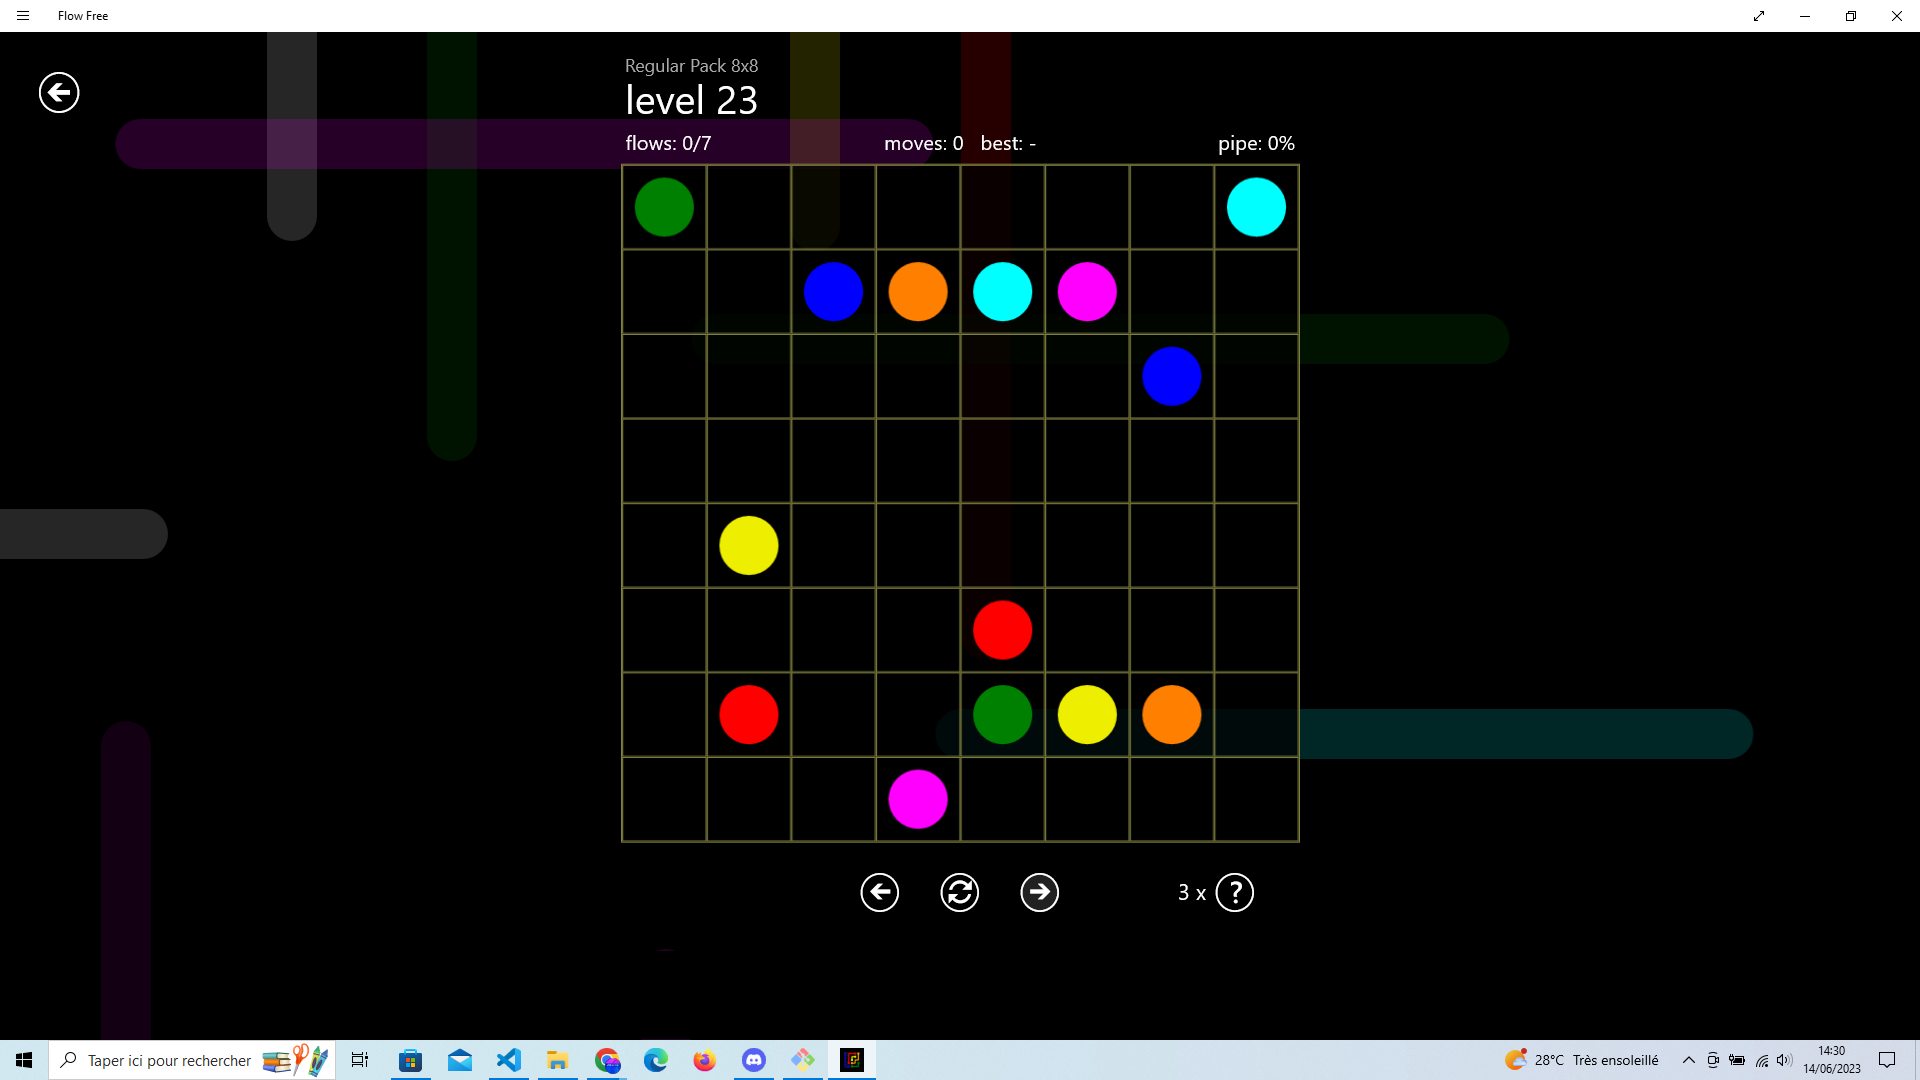 Flow Free
Regular Pack 8x8
level 23
flows: 0/7 moves: 0 best: - pipe: 0%
3 x ?
Taper ici pour rechercher
28°C Très ensoleillé
14:30
14/06/2023